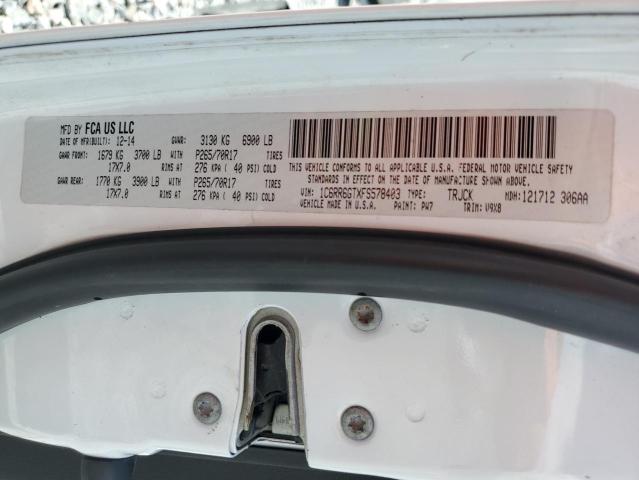 MFD BY FCA US LLC
DATE OF MFR(BUILT): 12-14 GVWR: 3130 KG 6900 LB
GAWR FRONT: 1679 KG 3700 LB WITH P265/70R17 TIRES
17X7.0 RIMS AT 276 KPA ( 40 PSI) COLD
GAWR REAR: 1770 KG 3900 LB WITH P265/70R17 TIRES
17X7.0 RIMS AT 276 KPA ( 40 PSI) COLD
THIS VEHICLE CONFORMS TO ALL APPLICABLE U.S.A. FEDERAL MOTOR VEHICLE SAFETY
STANDARDS IN EFFECT ON THE DATE OF MANUFACTURE SHOWN ABOVE.
VIN: 1C6RR6GTXFS578403 TYPE: TRUCK MDH:121712 306AA
VEHICLE MADE IN U.S.A. PAINT: PW7 TRIM: V9X8